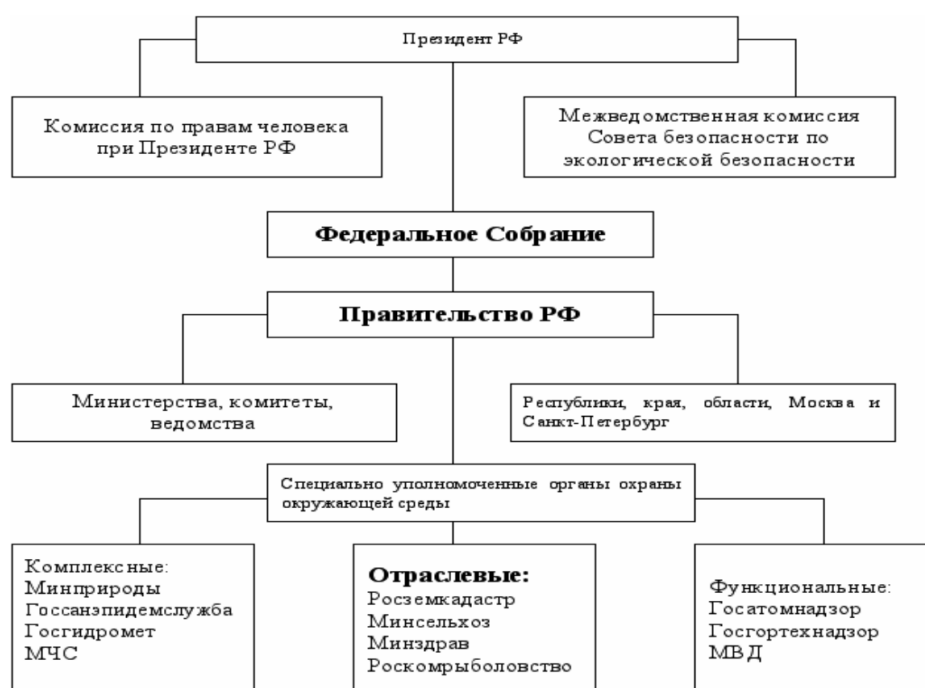 Президент РФ
Комиссия по правам человека
при Президенте РФ
Межведомственная комиссия
Совета безопасности по
экологической безопасности
Федеральное Собрание
Правительство РФ
Министерства, комитеты,
ведомства
Республики, края, области, Москва и
Санкт-Петербург
Специально уполномоченные органы охраны
окружающей среды
Комплексные:
Минприроды
Госсанэпидемслужба
Госгидромет
МЧС
Отраслевые:
Росземкадастр
Минсельхоз
Минздрав
Роскомрыболовство
Функциональные:
Госатомнадзор
Госгортехнадзор
МВД